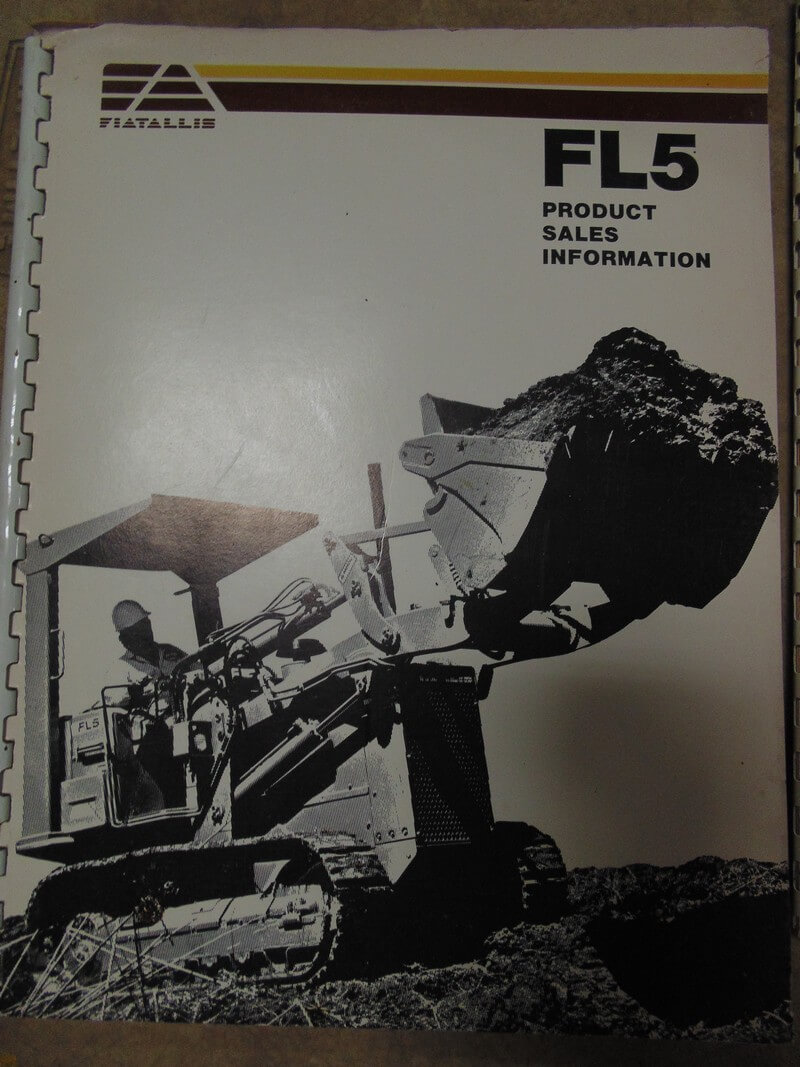 FIATALLIS
FL5
PRODUCT
SALES
INFORMATION
FL5